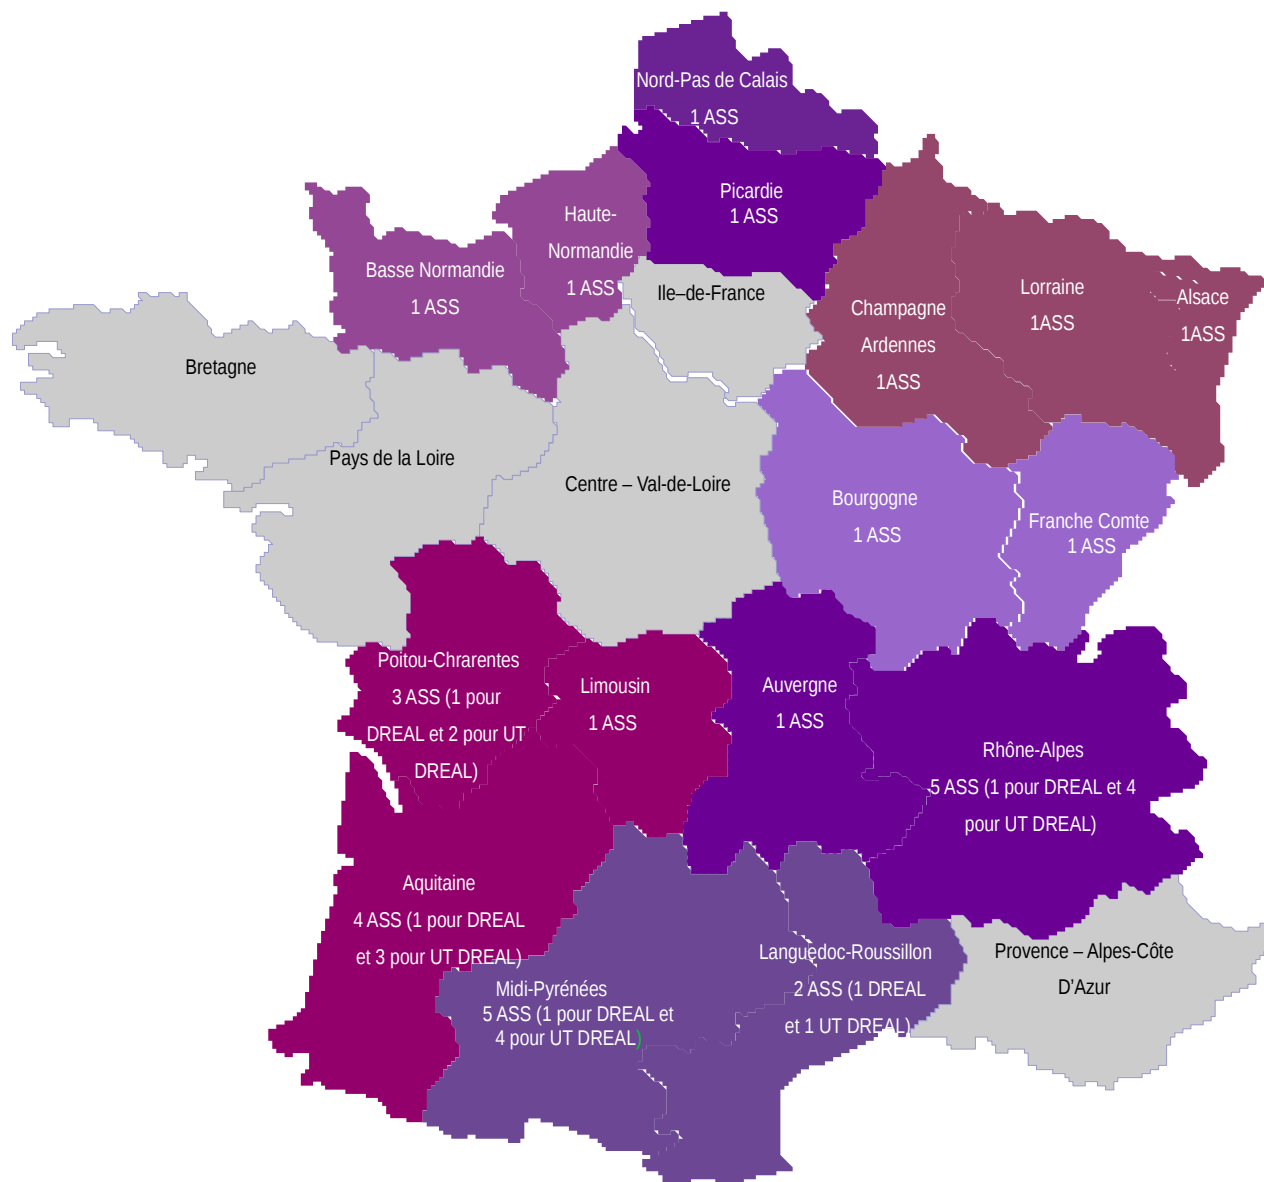 Nord-Pas de Calais
1 ASS
Picardie
1 ASS
Haute-
Normandie
1 ASS
Basse Normandie
1 ASS
Ile–de-France
Champagne
Ardennes
1ASS
Lorraine
1ASS
Alsace
1ASS
Bretagne
Pays de la Loire
Centre – Val-de-Loire
Bourgogne
1 ASS
Franche Comte
1 ASS
Poitou-Chrarentes
3 ASS (1 pour
DREAL et 2 pour UT
DREAL)
Limousin
1 ASS
Auvergne
1 ASS
Rhône-Alpes
5 ASS (1 pour DREAL et 4
pour UT DREAL)
Aquitaine
4 ASS (1 pour DREAL
et 3 pour UT DREAL)
Midi-Pyrénées
5 ASS (1 pour DREAL et
4 pour UT DREAL)
Languedoc-Roussillon
2 ASS (1 DREAL
et 1 UT DREAL)
Provence – Alpes-Côte
D'Azur